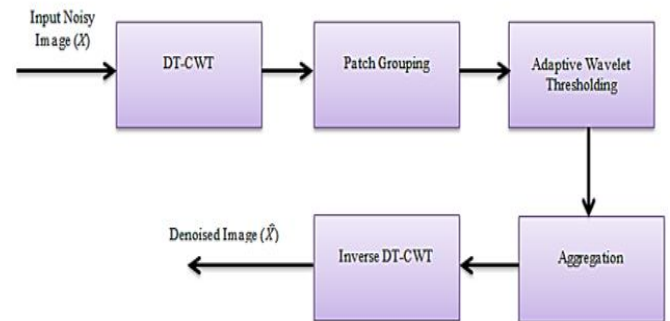 Input Noisy
Image (X)
DT-CWT
Patch Grouping
Adaptive Wavelet
Thresholding
Denoised Image (X̂)
Inverse DT-CWT
Aggregation